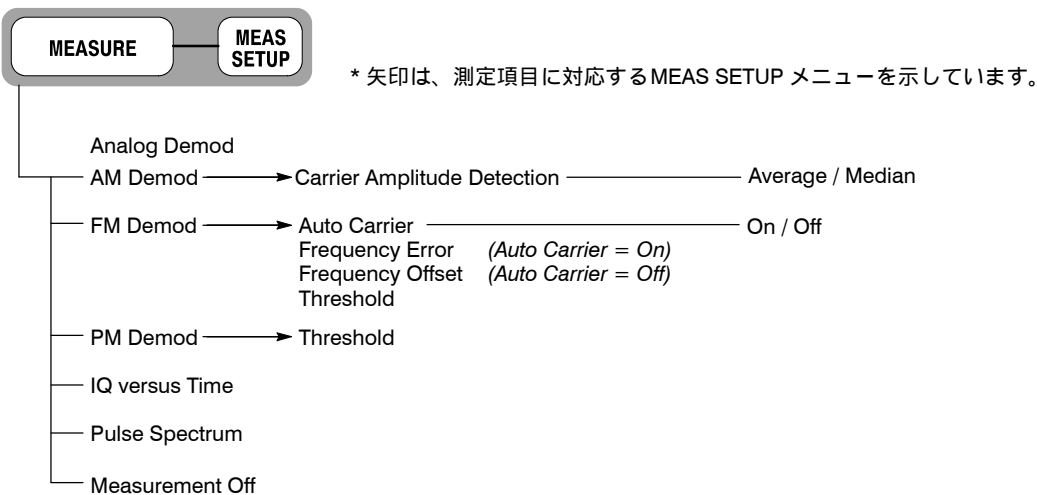 MEASURE
MEAS
SETUP
* 矢印は、測定項目に対応するMEAS SETUP メニューを示しています。
Analog Demod
AM Demod Carrier Amplitude Detection Average / Median
FM Demod Auto Carrier On / Off
Frequency Error (Auto Carrier = On)
Frequency Offset (Auto Carrier = Off)
Threshold
PM Demod Threshold
IQ versus Time
Pulse Spectrum
Measurement Off